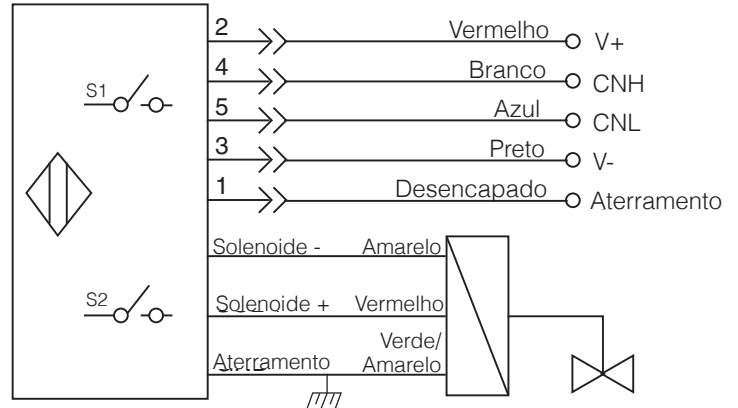 2 Vermelho V+
S1 4 Branco CNH
5 Azul CNL
3 Preto V-
1 Desencapado Aterramento
Solenoide - Amarelo
S2 Solenoide + Vermelho
Verde/
Aterramento Amarelo